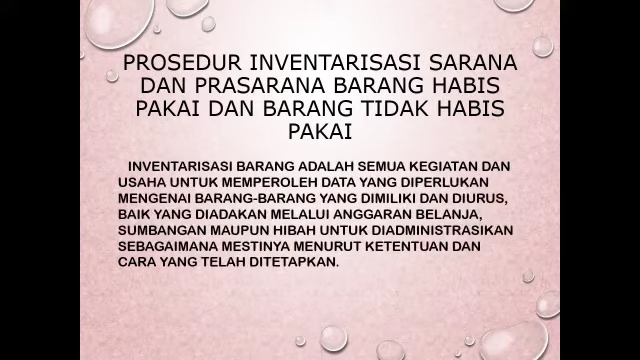 PROSEDUR INVENTARISASI SARANA
DAN PRASARANA BARANG HABIS
PAKAI DAN BARANG TIDAK HABIS
PAKAI
INVENTARISASI BARANG ADALAH SEMUA KEGIATAN DAN
USAHA UNTUK MEMPEROLEH DATA YANG DIPERLUKAN
MENGENAI BARANG-BARANG YANG DIMILIKI DAN DIURUS,
BAIK YANG DIADAKAN MELALUI ANGGARAN BELANJA,
SUMBANGAN MAUPUN HIBAH UNTUK DIADMINISTRASIKAN
SEBAGAIMANA MESTINYA MENURUT KETENTUAN DAN
CARA YANG TELAH DITETAPKAN.